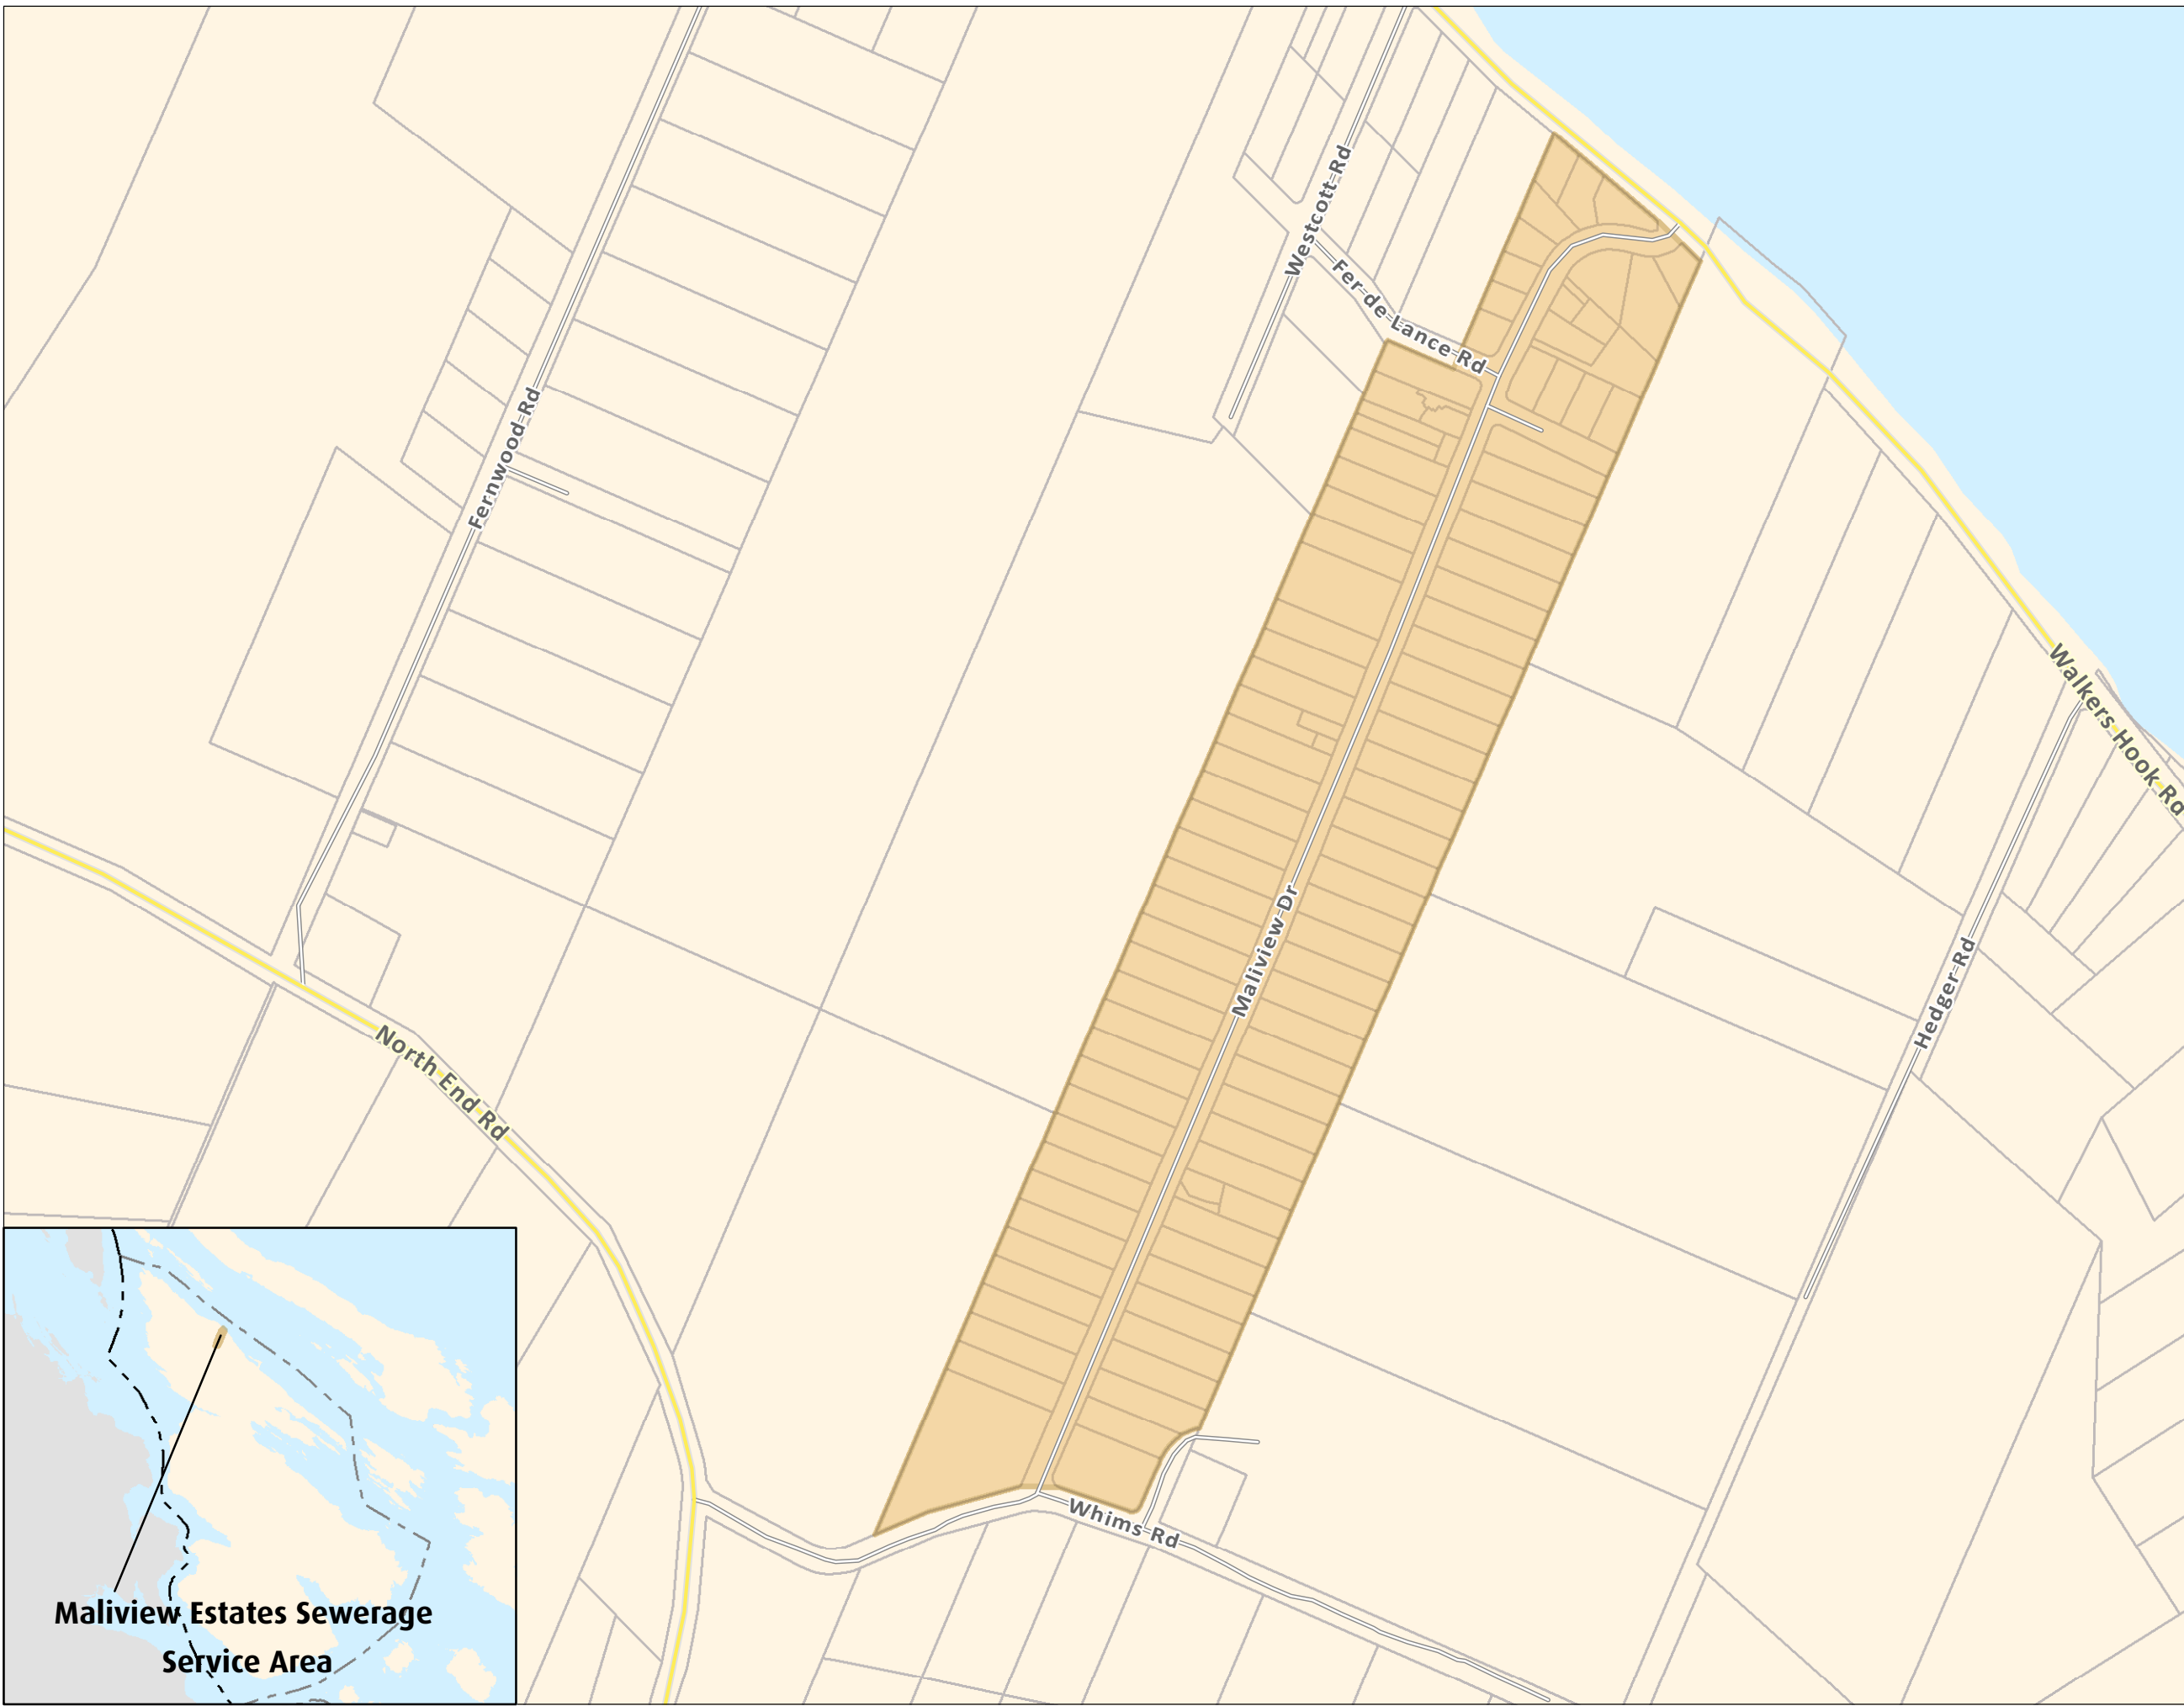 Westcott Rd
Fer de Lance Rd
Fernwood Rd
Walkers Hook Rd
Maliview Dr
Hedger Rd
North End Rd
Whims Rd
Maliview Estates Sewerage
Service Area